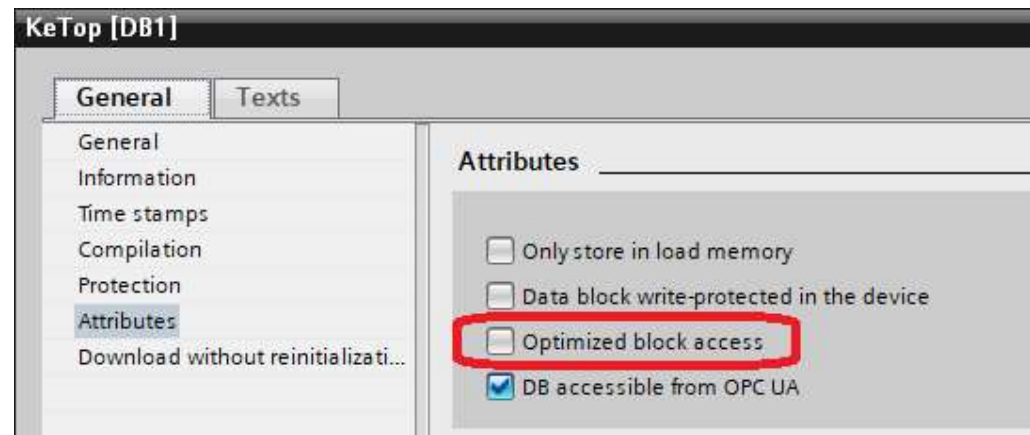 KeTop [DB1]
General
Texts
General
Information
Time stamps
Compilation
Protection
Attributes
Download without reinitializati...
Attributes
Only store in load memory
Data block write-protected in the device
Optimized block access
DB accessible from OPC UA